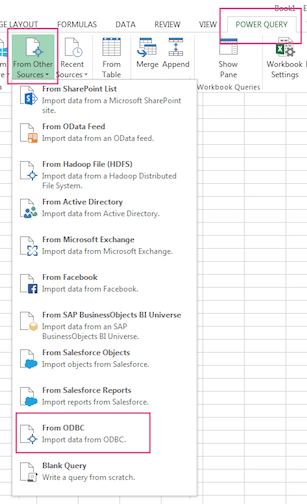 Book1
GE LAYOUT FORMULAS DATA REVIEW VIEW POWER QUERY
From Other Sources Recent Sources From Table Merge Append Show Pane Workbook Settings
Workbook Queries
From SharePoint List
Import data from a Microsoft SharePoint
site.
From OData Feed
Import data from an OData feed.
From Hadoop File (HDFS)
Import data from a Hadoop Distributed
File System.
From Active Directory
Import data from Active Directory.
From Microsoft Exchange
Import data from Microsoft Exchange.
From Facebook
Import data from Facebook.
From SAP BusinessObjects BI Universe
Import data from an SAP
BusinessObjects BI Universe.
From Salesforce Objects
Import objects from Salesforce.
From Salesforce Reports
Import reports from Salesforce.
From ODBC
Import data from ODBC.
Blank Query
Write a query from scratch.